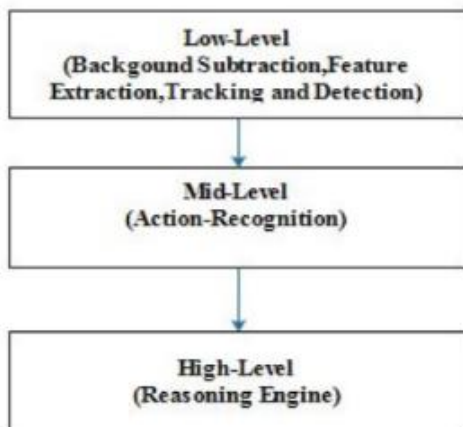 Low-Level
(Backgound Subtraction,Feature
Extraction,Tracking and Detection)
Mid-Level
(Action-Recognition)
High-Level
(Reasoning Engine)